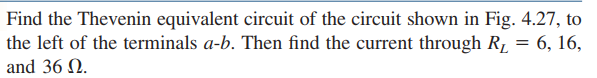 Find the Thevenin equivalent circuit of the circuit shown in Fig. 4.27, to
the left of the terminals a-b. Then find the current through R_L = 6, 16,
and 36 Ω.